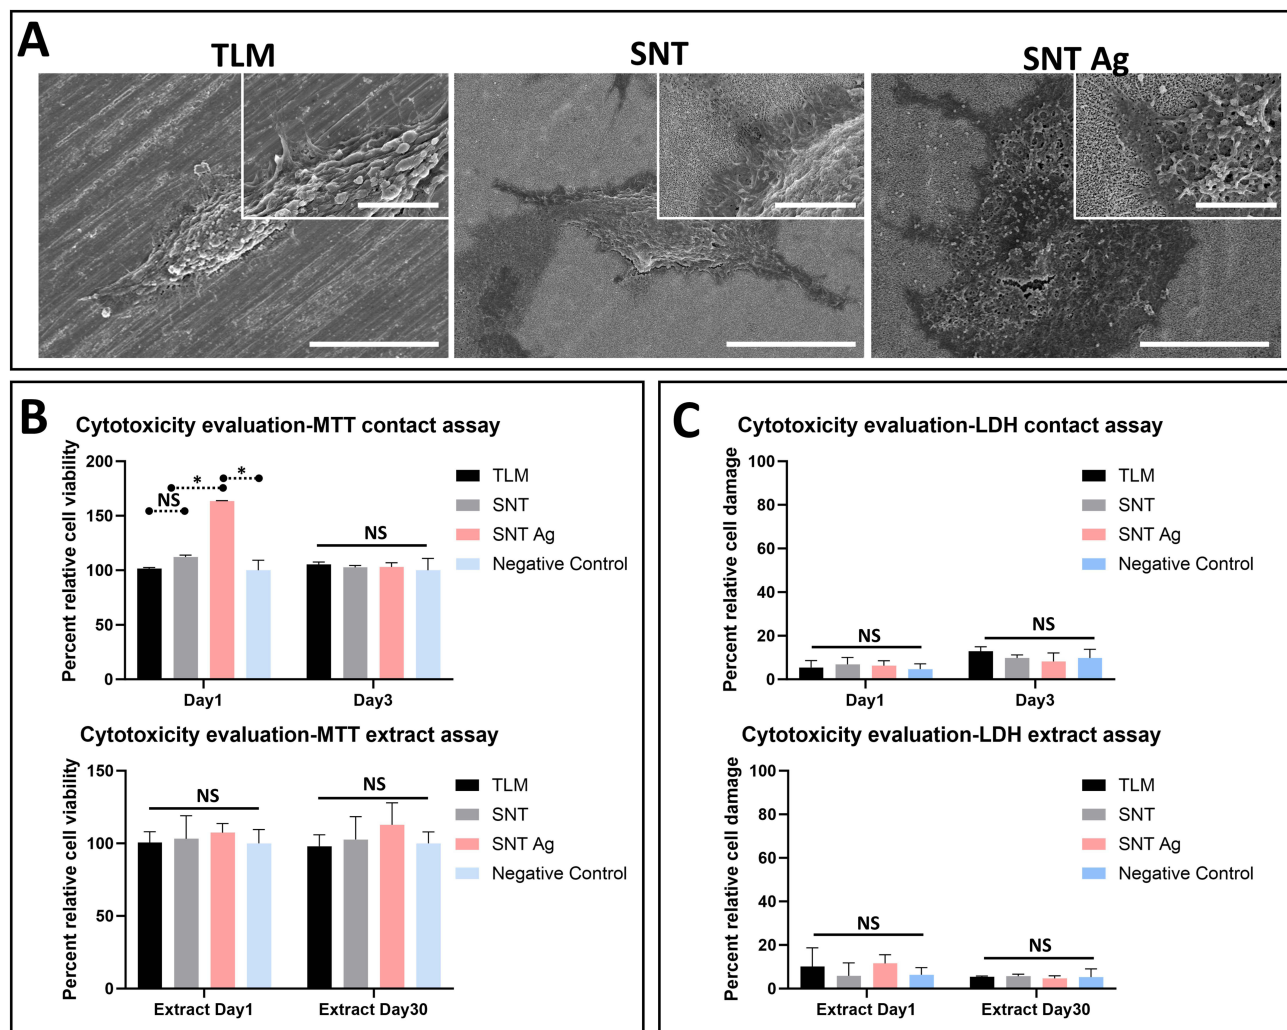 A
TLM
SNT
SNT Ag
B
Cytotoxicity evaluation-MTT contact assay
Percent relative cell viability
200
150
100
50
0
NS
*
*
NS
Day1
Day3
TLM
SNT
SNT Ag
Negative Control
Cytotoxicity evaluation-MTT extract assay
Percent relative cell viability
150
100
50
0
NS
NS
Extract Day1
Extract Day30
TLM
SNT
SNT Ag
Negative Control
C
Cytotoxicity evaluation-LDH contact assay
Percent relative cell damage
100
80
60
40
20
0
NS
NS
Day1
Day3
TLM
SNT
SNT Ag
Negative Control
Cytotoxicity evaluation-LDH extract assay
Percent relative cell damage
100
80
60
40
20
0
NS
NS
Extract Day1
Extract Day30
TLM
SNT
SNT Ag
Negative Control